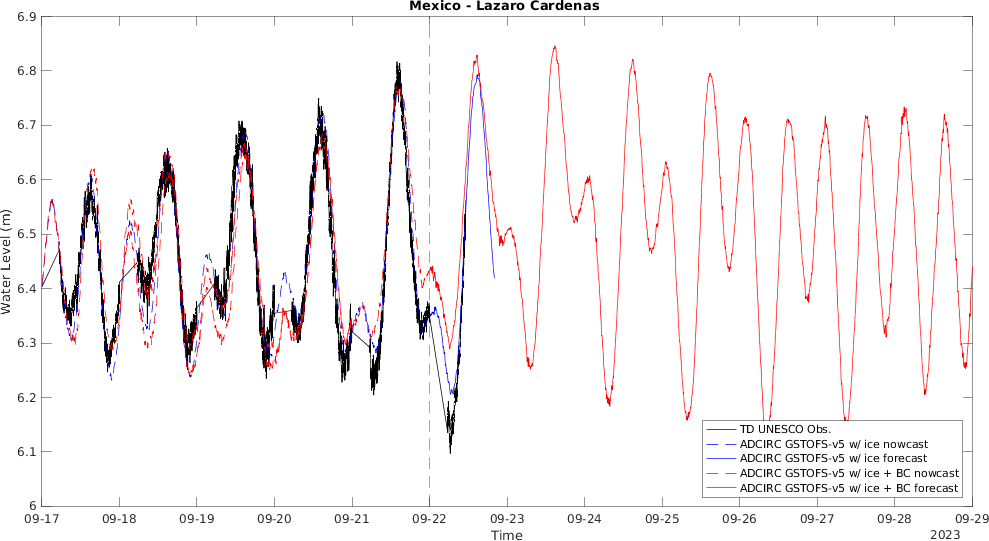 Mexico - Lazaro Cardenas
6.9
6.8
6.7
6.6
6.5
6.4
6.3
6.2
6.1
6
Water Level (m)
TD UNESCO Obs.
ADCIRC GSTOFS-v5 w/ ice nowcast
ADCIRC GSTOFS-v5 w/ ice forecast
ADCIRC GSTOFS-v5 w/ ice + BC nowcast
ADCIRC GSTOFS-v5 w/ ice + BC forecast
09-17 09-18 09-19 09-20 09-21 09-22 09-23 09-24 09-25 09-26 09-27 09-28 09-29
Time
2023